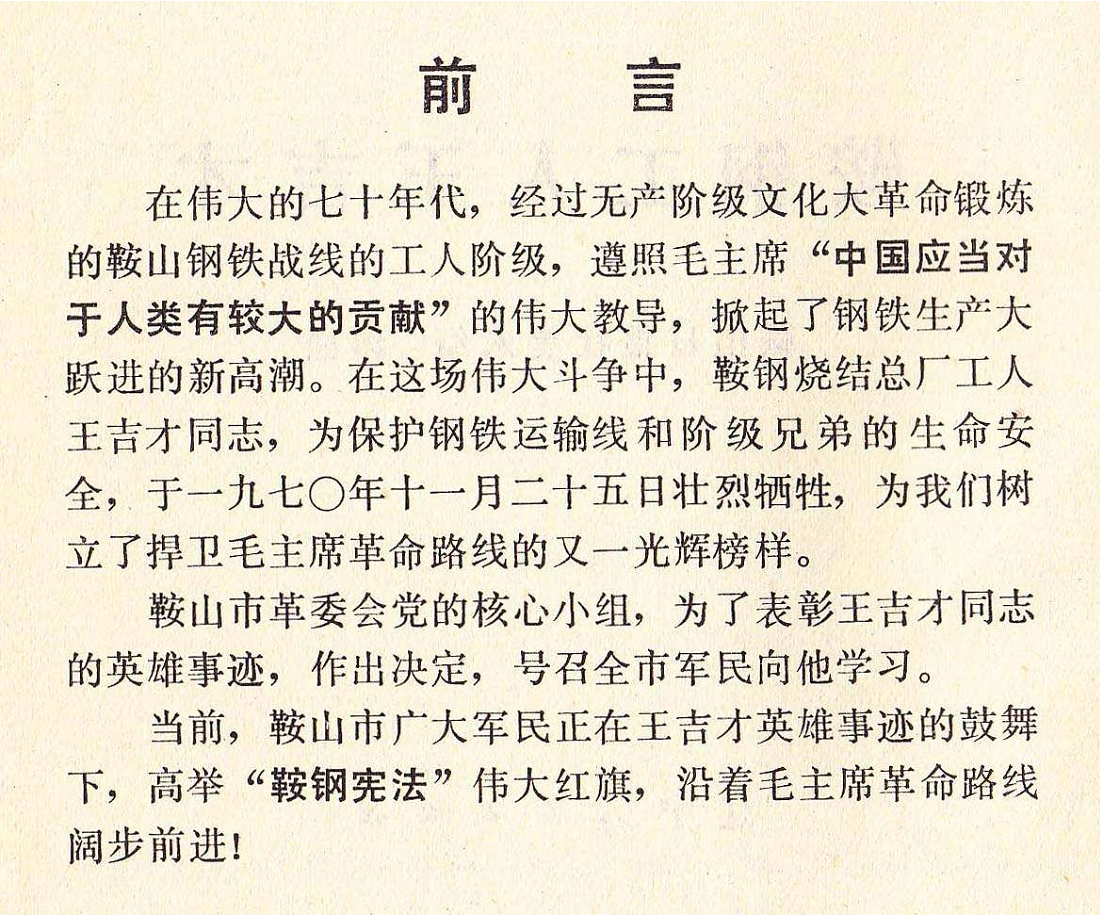 前言
在伟大的七十年代，经过无产阶级文化大革命锻炼
的鞍山钢铁战线的工人阶级，遵照毛主席“中国应当对
于人类有较大的贡献”的伟大教导，掀起了钢铁生产大
跃进的新高潮。在这场伟大斗争中，鞍钢烧结总厂工人
王吉才同志，为保护钢铁运输线和阶级兄弟的生命安
全，于一九七〇年十一月二十五日壮烈牺牲，为我们树
立了捍卫毛主席革命路线的又一光辉榜样。
鞍山市革委会党的核心小组，为了表彰王吉才同志
的英雄事迹，作出决定，号召全市军民向他学习。
当前，鞍山市广大军民正在王吉才英雄事迹的鼓舞
下，高举“鞍钢宪法”伟大红旗，沿着毛主席革命路线
阔步前进！